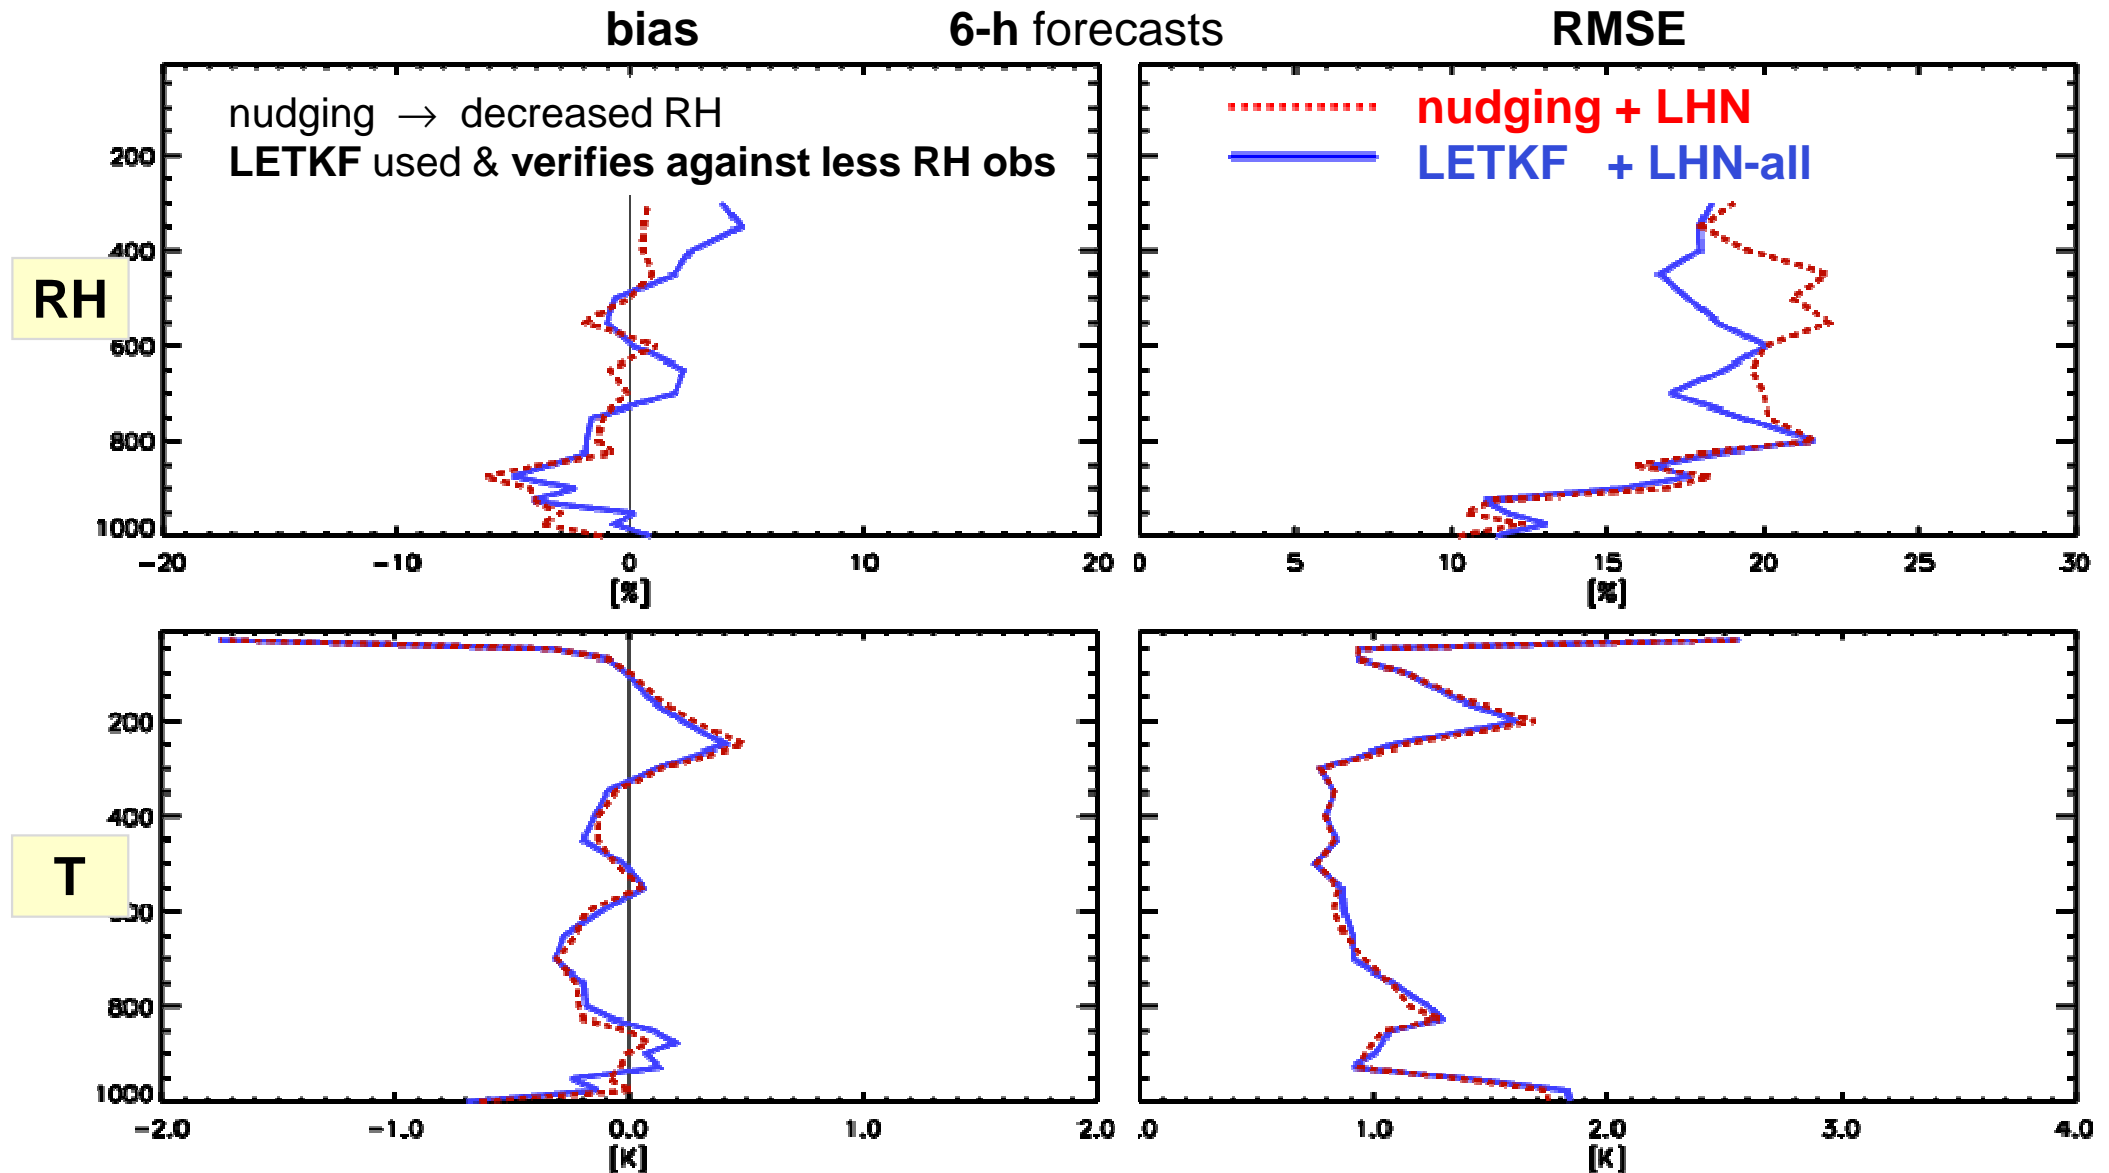 bias 6-h forecasts RMSE
nudging → decreased RH
LETKF used & verifies against less RH obs
nudging + LHN
LETKF + LHN-all
RH
200
400
600
800
1000
-20 -10 0 10 20
[%]
0 5 10 15 20 25 30
[%]
T
200
400
800
1000
-2.0 -1.0 0.0 1.0 2.0
[K]
.0 1.0 2.0 3.0 4.0
[K]